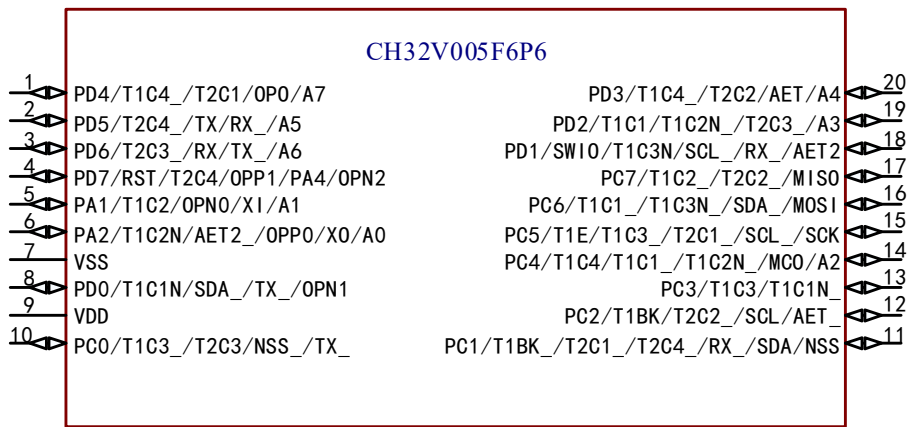 CH32V005F6P6
1 PD4/T1C4_/T2C1/OPO/A7
PD3/T1C4_/T2C2/AET/A4 20
2 PD5/T2C4_/TX/RX_/A5
PD2/T1C1/T1C2N_/T2C3_/A3 19
3 PD6/T2C3_/RX/TX_/A6
PD1/SWIO/T1C3N/SCL_/RX_/AET2 18
4 PD7/RST/T2C4/OPP1/PA4/OPN2
PC7/T1C2_/T2C2_/MISO 17
5 PA1/T1C2/OPN0/XI/A1
PC6/T1C1_/T1C3N_/SDA_/MOSI 16
6 PA2/T1C2N/AET2_/OPP0/XO/A0
PC5/T1E/T1C3_/T2C1_/SCL_/SCK 15
7 VSS
PC4/T1C4/T1C1_/T1C2N_/MCO/A2 14
8 PD0/T1C1N/SDA_/TX_/OPN1
PC3/T1C3/T1C1N_ 13
9 VDD
PC2/T1BK/T2C2_/SCL/AET_ 12
10 PC0/T1C3_/T2C3/NSS_/TX_
PC1/T1BK_/T2C1_/T2C4_/RX_/SDA/NSS 11